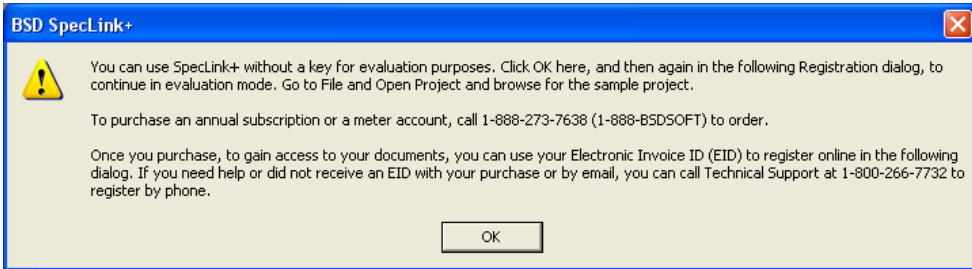 BSD SpecLink+
You can use SpecLink+ without a key for evaluation purposes. Click OK here, and then again in the following Registration dialog, to
continue in evaluation mode. Go to File and Open Project and browse for the sample project.
To purchase an annual subscription or a meter account, call 1-888-273-7638 (1-888-BSDSOFT) to order.
Once you purchase, to gain access to your documents, you can use your Electronic Invoice ID (EID) to register online in the following
dialog. If you need help or did not receive an EID with your purchase or by email, you can call Technical Support at 1-800-266-7732 to
register by phone.
OK